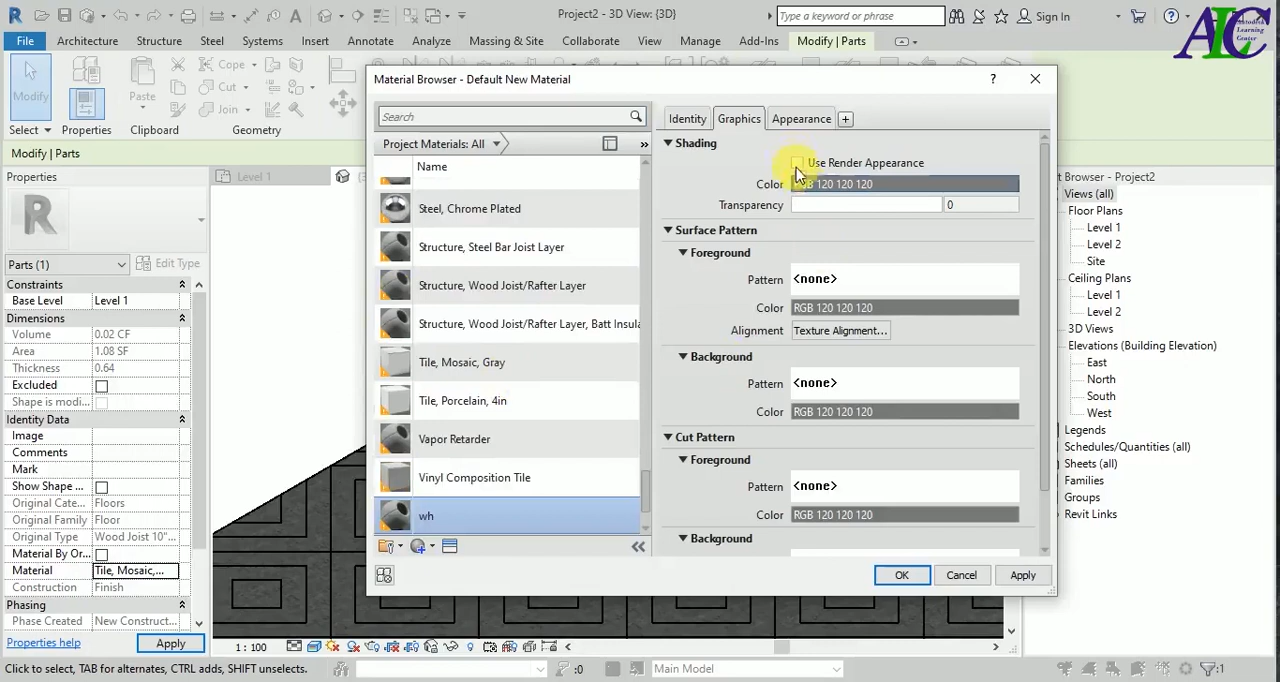 Project2 - 3D View: {3D}
Type a keyword or phrase
Sign In
Autodesk
Learning
Center
ALC
File
Architecture
Structure
Steel
Systems
Insert
Annotate
Analyze
Massing & Site
Collaborate
View
Manage
Add-Ins
Modify | Parts
Modify
Paste
Cope
Cut
Join
Select
Properties
Clipboard
Geometry
Modify | Parts
Properties
Parts (1)
Edit Type
Constraints
Base Level Level 1
Dimensions
Volume 0.02 CF
Area 1.08 SF
Thickness 0.64
Excluded
Shape is modi...
Identity Data
Image
Comments
Mark
Show Shape ...
Original Cate... Floors
Original Family Floor
Original Type Wood Joist 10"...
Material By Or...
Material Tile, Mosaic,...
Construction Finish
Phasing
Phase Created New Construct...
Properties help
Apply
Level 1
Material Browser - Default New Material
?
Search
Project Materials: All
Name
Steel, Chrome Plated
Structure, Steel Bar Joist Layer
Structure, Wood Joist/Rafter Layer
Structure, Wood Joist/Rafter Layer, Batt Insula
Tile, Mosaic, Gray
Tile, Porcelain, 4in
Vapor Retarder
Vinyl Composition Tile
wh
Identity
Graphics
Appearance
+
Shading
Use Render Appearance
Color RGB 120 120 120
Transparency 0
Surface Pattern
Foreground
Pattern <none>
Color RGB 120 120 120
Alignment Texture Alignment...
Background
Pattern <none>
Color RGB 120 120 120
Cut Pattern
Foreground
Pattern <none>
Color RGB 120 120 120
Background
OK
Cancel
Apply
t Browser - Project2
Views (all)
Floor Plans
Level 1
Level 2
Site
Ceiling Plans
Level 1
Level 2
3D Views
Elevations (Building Elevation)
East
North
South
West
Legends
Schedules/Quantities (all)
Sheets (all)
Families
Groups
Revit Links
1 : 100
Click to select, TAB for alternates, CTRL adds, SHIFT unselects.
:0
Main Model
:1